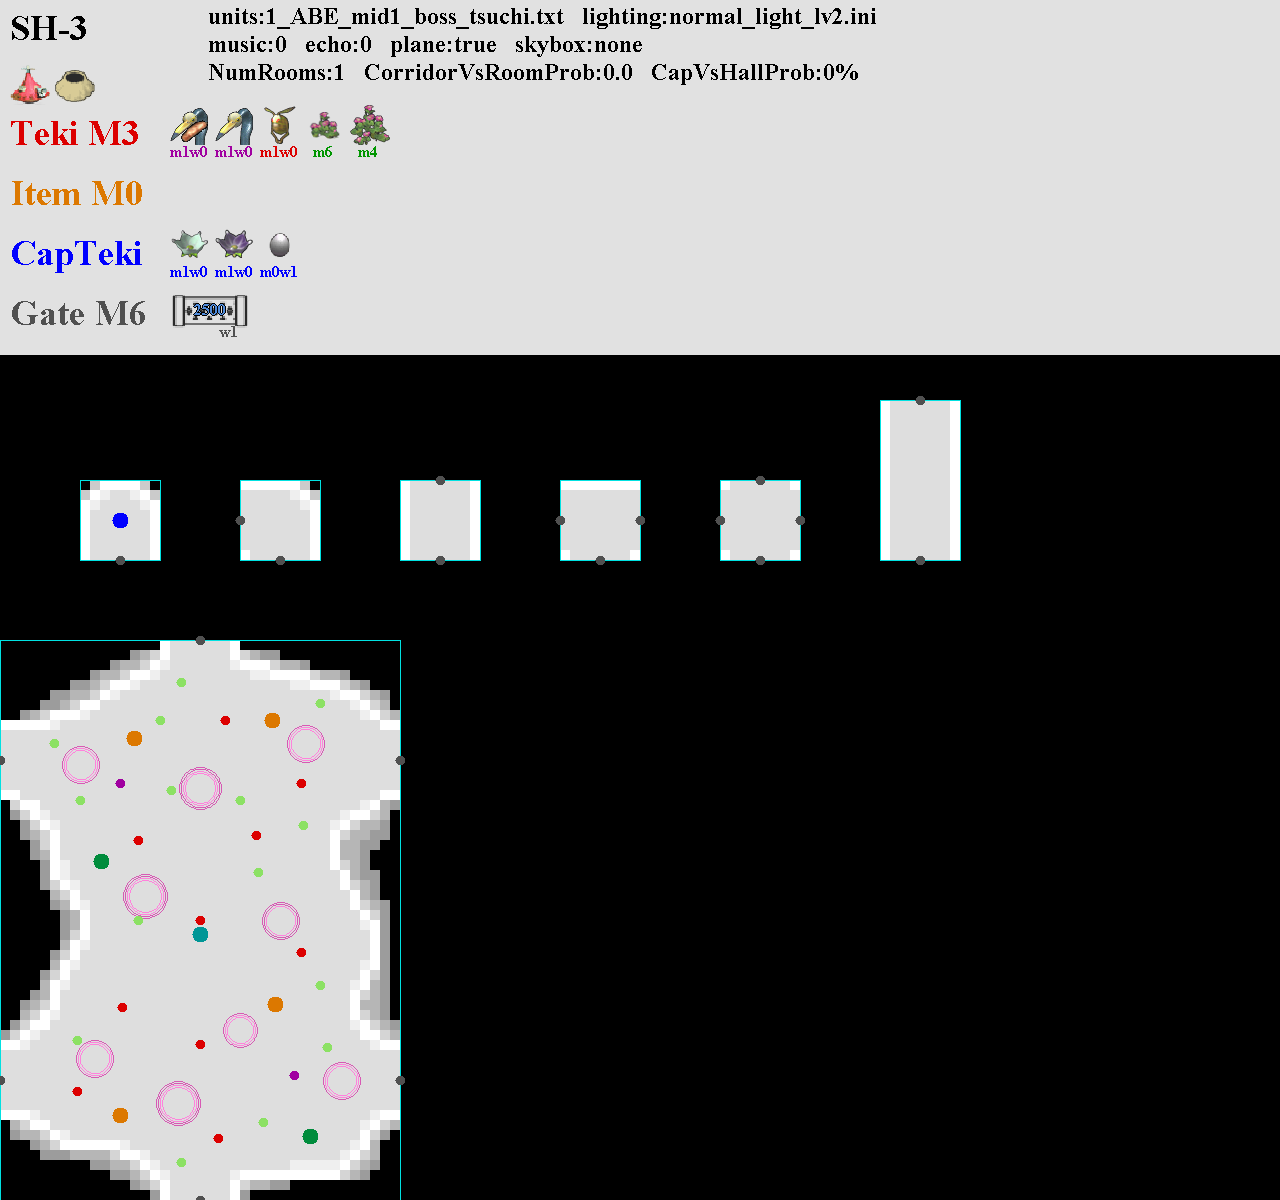 SH-3
units:1_ABE_mid1_boss_tsuchi.txt lighting:normal_light_lv2.ini
music:0 echo:0 plane:true skybox:none
NumRooms:1 CorridorVsRoomProb:0.0 CapVsHallProb:0%
Teki M3
m1w0 m1w0 m1w0 m6 m4
Item M0
CapTeki
m1w0 m1w0 m0w1
Gate M6
2500
w1